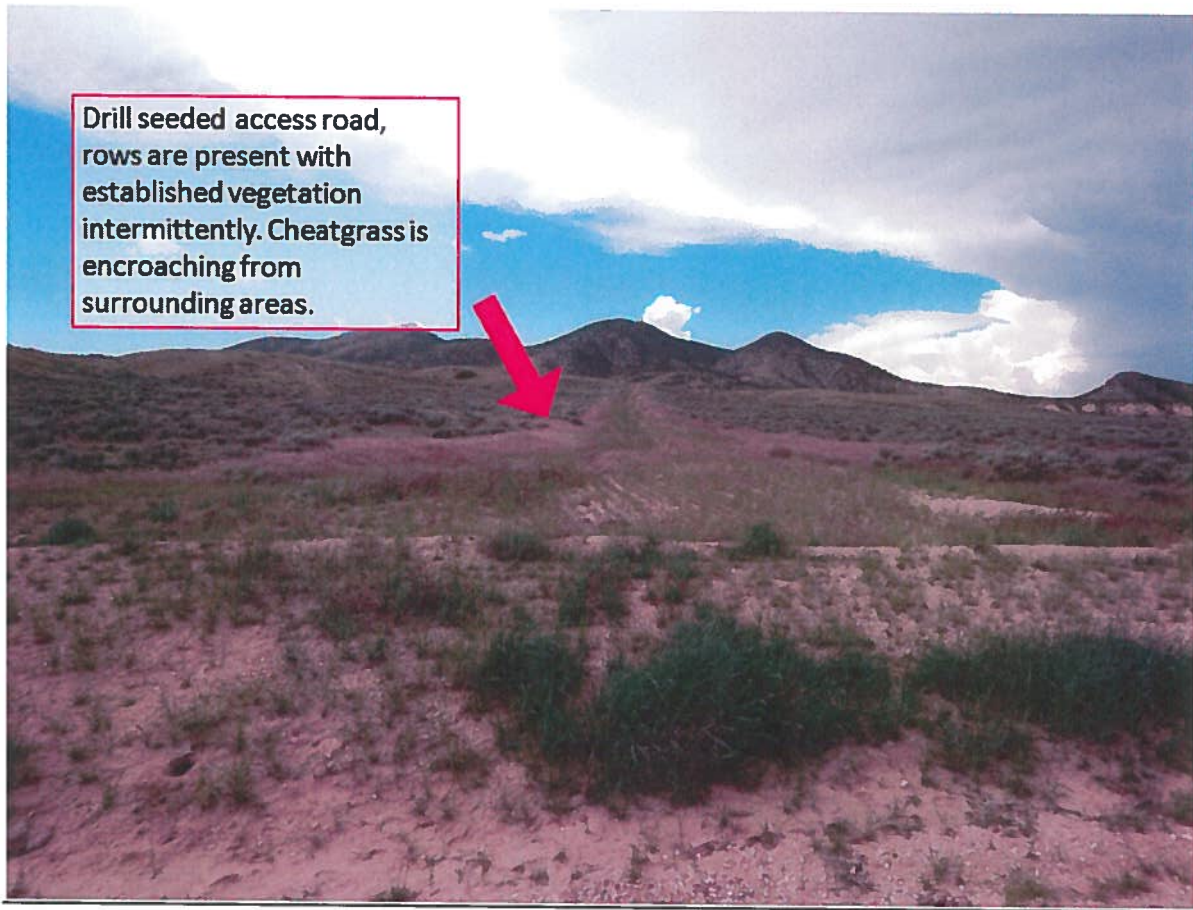 Drill seeded access road,
rows are present with
established vegetation
intermittently. Cheatgrass is
encroaching from
surrounding areas.